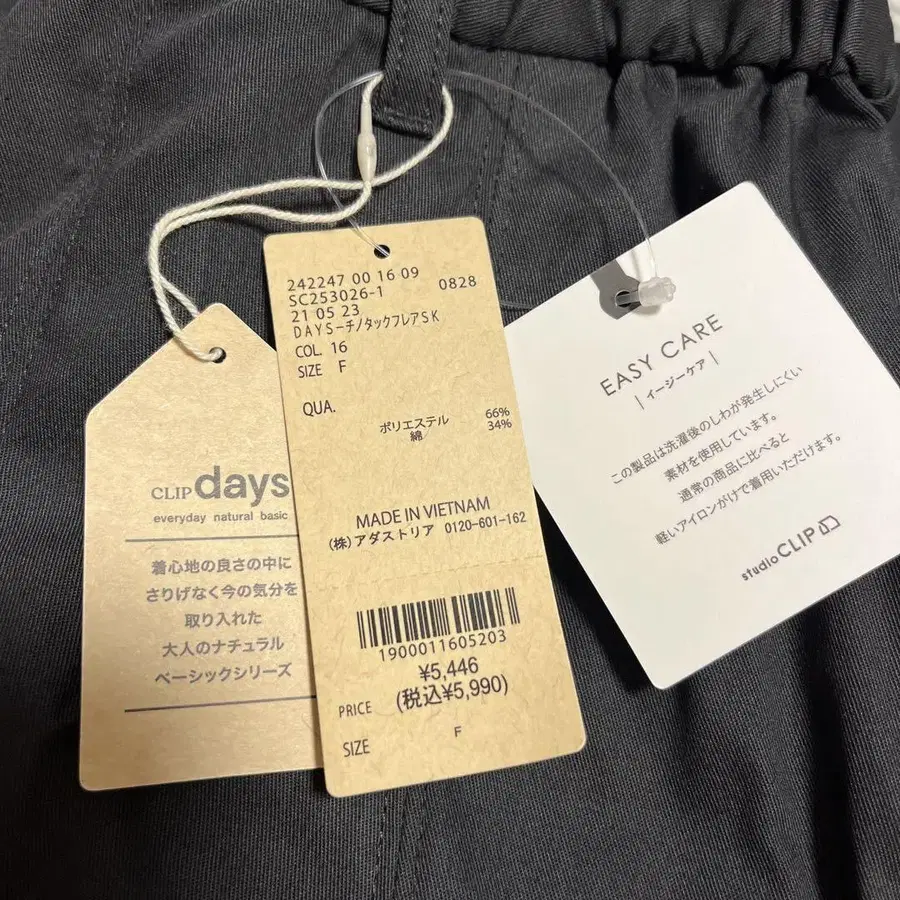 CLIP days
everyday natural basic
着心地の良さの中に
さりげなく今の気分を
取り入れた
大人のナチュラル
ベーシックシリーズ
242247 00 16 09
SC253026-1 0828
21 05 23
DAYSーチノタックフレアSK
COL. 16
SIZE F
QUA.
ポリエステル 66%
綿 34%
MADE IN VIETNAM
(株)アダストリア 0120-601-162
1900011605203
¥5,446
PRICE (税込¥5,990)
SIZE F
EASY CARE
| イージーケア |
この製品は洗濯後のしわが発生しにくい
素材を使用しています。
通常の商品に比べると
軽いアイロンがけで着用いただけます。
studio CLIP